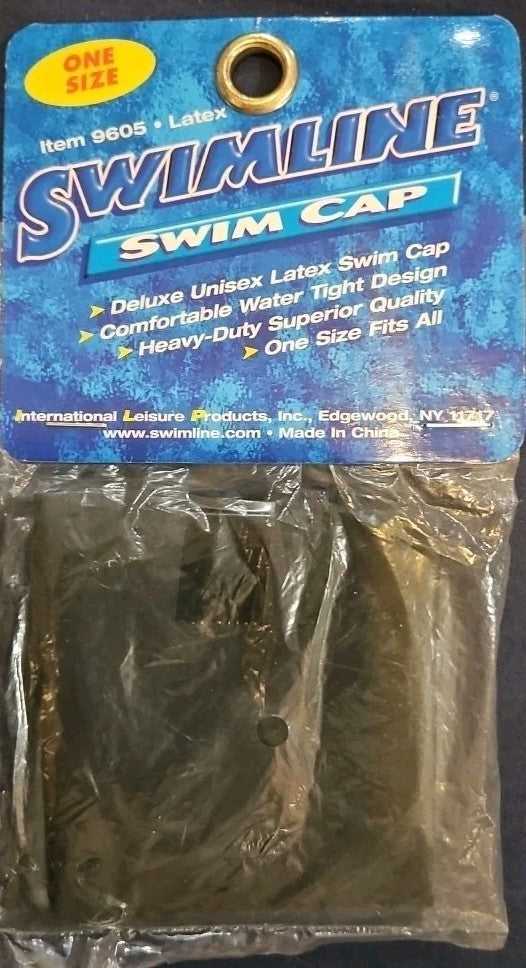 ONE
SIZE
Item 9605 • Latex
SWIMLINE®
SWIM CAP
➤ Deluxe Unisex Latex Swim Cap
➤ Comfortable Water Tight Design
➤ Heavy-Duty Superior Quality
➤ One Size Fits All
International Leisure Products, Inc., Edgewood, NY 11717
www.swimline.com • Made In China